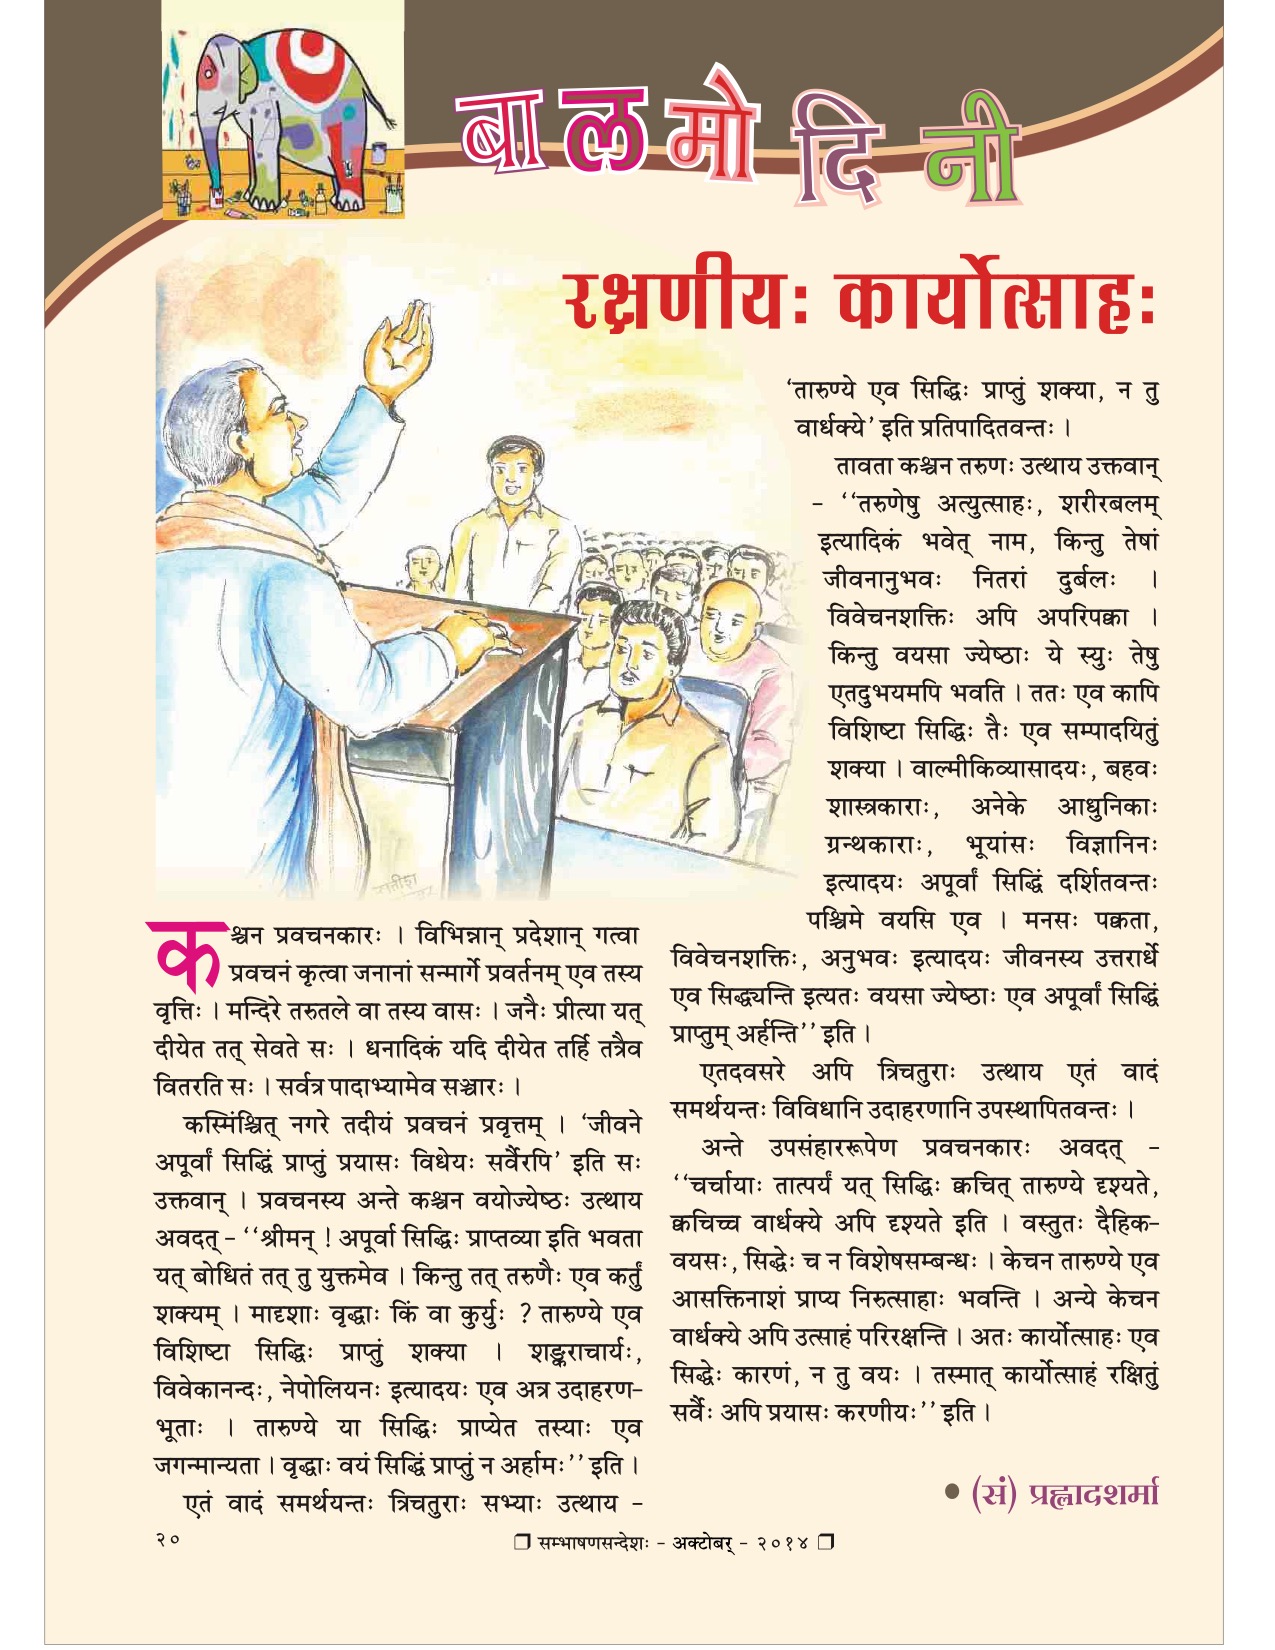 बालमोदिनी
रक्षणीयः कार्योत्साहः
कश्चन प्रवचनकारः । विभिन्नान् प्रदेशान् गत्वा
प्रवचनं कृत्वा जनानां सन्मार्गे प्रवर्तनम् एव तस्य
वृत्तिः । मन्दिरे तरुतले वा तस्य वासः । जनैः प्रीत्या यत्
दीयेत तत् सेवते सः । धनादिकं यदि दीयेत तर्हि तत्रैव
वितरति सः । सर्वत्र पादाभ्यामेव सञ्चारः ।
कस्मिंश्चित् नगरे तदीयं प्रवचनं प्रवृत्तम् । ‘जीवने
अपूर्वां सिद्धिं प्राप्तुं प्रयासः विधेयः सर्वैरपि’ इति सः
उक्तवान् । प्रवचनस्य अन्ते कश्चन वयोज्येष्ठः उत्थाय
अवदत् – ‘‘श्रीमन् ! अपूर्वा सिद्धिः प्राप्तव्या इति भवता
यत् बोधितं तत् तु युक्तमेव । किन्तु तत् तरुणैः एव कर्तुं
शक्यम् । मादृशाः वृद्धाः किं वा कुर्युः ? तारुण्ये एव
विशिष्टा सिद्धिः प्राप्तुं शक्या । शङ्कराचार्यः,
विवेकानन्दः, नेपोलियनः इत्यादयः एव अत्र उदाहरण–
भूताः । तारुण्ये या सिद्धिः प्राप्येत तस्याः एव
जगन्मान्यता । वृद्धाः वयं सिद्धिं प्राप्तुं न अर्हामः’’ इति ।
एतं वादं समर्थयन्तः त्रिचतुराः सभ्याः उत्थाय –
‘तारुण्ये एव सिद्धिः प्राप्तुं शक्या, न तु
वार्धक्ये’ इति प्रतिपादितवन्तः ।
तावता कश्चन तरुणः उत्थाय उक्तवान्
– ‘‘तरुणेषु अत्युत्साहः, शरीरबलम्
इत्यादिकं भवेत् नाम, किन्तु तेषां
जीवनानुभवः नितरां दुर्बलः ।
विवेचनशक्तिः अपि अपरिपक्वा ।
किन्तु वयसा ज्येष्ठाः ये स्युः तेषु
एतदुभयमपि भवति । ततः एव कापि
विशिष्टा सिद्धिः तैः एव सम्पादयितुं
शक्या । वाल्मीकिव्यासादयः, बहवः
शास्त्रकाराः, अनेके आधुनिकाः
ग्रन्थकाराः, भूयांसः विज्ञानिनः
इत्यादयः अपूर्वां सिद्धिं दर्शितवन्तः
पश्चिमे वयसि एव । मनसः पक्वता,
विवेचनशक्तिः, अनुभवः इत्यादयः जीवनस्य उत्तरार्धे
एव सिद्ध्यन्ति इत्यतः वयसा ज्येष्ठाः एव अपूर्वां सिद्धिं
प्राप्तुम् अर्हन्ति’’ इति ।
एतदवसरे अपि त्रिचतुराः उत्थाय एतं वादं
समर्थयन्तः विविधानि उदाहरणानि उपस्थापितवन्तः ।
अन्ते उपसंहाररूपेण प्रवचनकारः अवदत् –
‘‘चर्चायाः तात्पर्यं यत् सिद्धिः क्वचित् तारुण्ये दृश्यते,
क्वचिच्च वार्धक्ये अपि दृश्यते इति । वस्तुतः दैहिक–
वयसः, सिद्धेः च न विशेषसम्बन्धः । केचन तारुण्ये एव
आसक्तिनाशं प्राप्य निरुत्साहाः भवन्ति । अन्ये केचन
वार्धक्ये अपि उत्साहं परिरक्षन्ति । अतः कार्योत्साहः एव
सिद्धेः कारणं, न तु वयः । तस्मात् कार्योत्साहं रक्षितुं
सर्वैः अपि प्रयासः करणीयः’’ इति ।
● (सं) प्रह्लादशर्मा
२०
❐ सम्भाषणसन्देशः – अक्टोबर् – २०१४ ❐